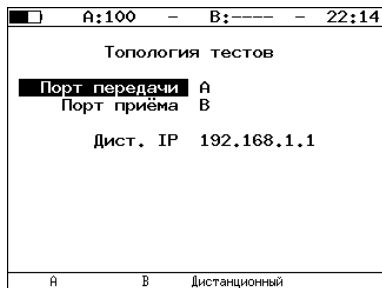 A:100 – B:---- – 22:14
Топология тестов
Порт передачи A
Порт приёма B
Дист. IP 192.168.1.1
A B Дистанционный